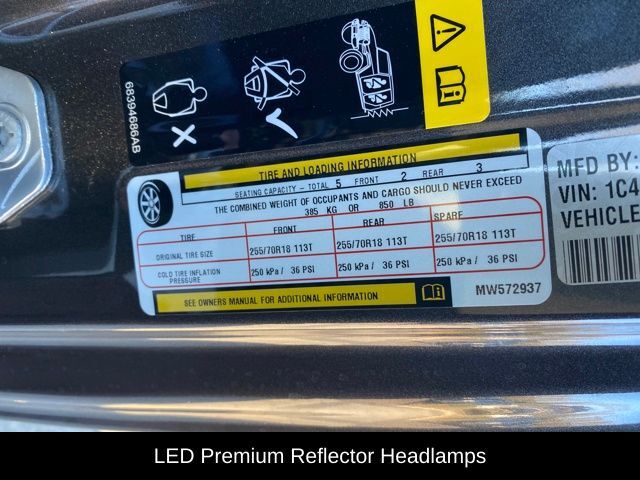 68394686AB
TIRE AND LOADING INFORMATION
SEATING CAPACITY - TOTAL 5 FRONT 2 REAR 3
THE COMBINED WEIGHT OF OCCUPANTS AND CARGO SHOULD NEVER EXCEED
385 KG OR 850 LB
TIRE FRONT REAR SPARE
ORIGINAL TIRE SIZE 255/70R18 113T 255/70R18 113T 255/70R18 113T
COLD TIRE INFLATION PRESSURE 250 kPa / 36 PSI 250 kPa / 36 PSI 250 kPa / 36 PSI
SEE OWNERS MANUAL FOR ADDITIONAL INFORMATION
MW572937
MFD BY:
VIN: 1C4
VEHICLE
LED Premium Reflector Headlamps